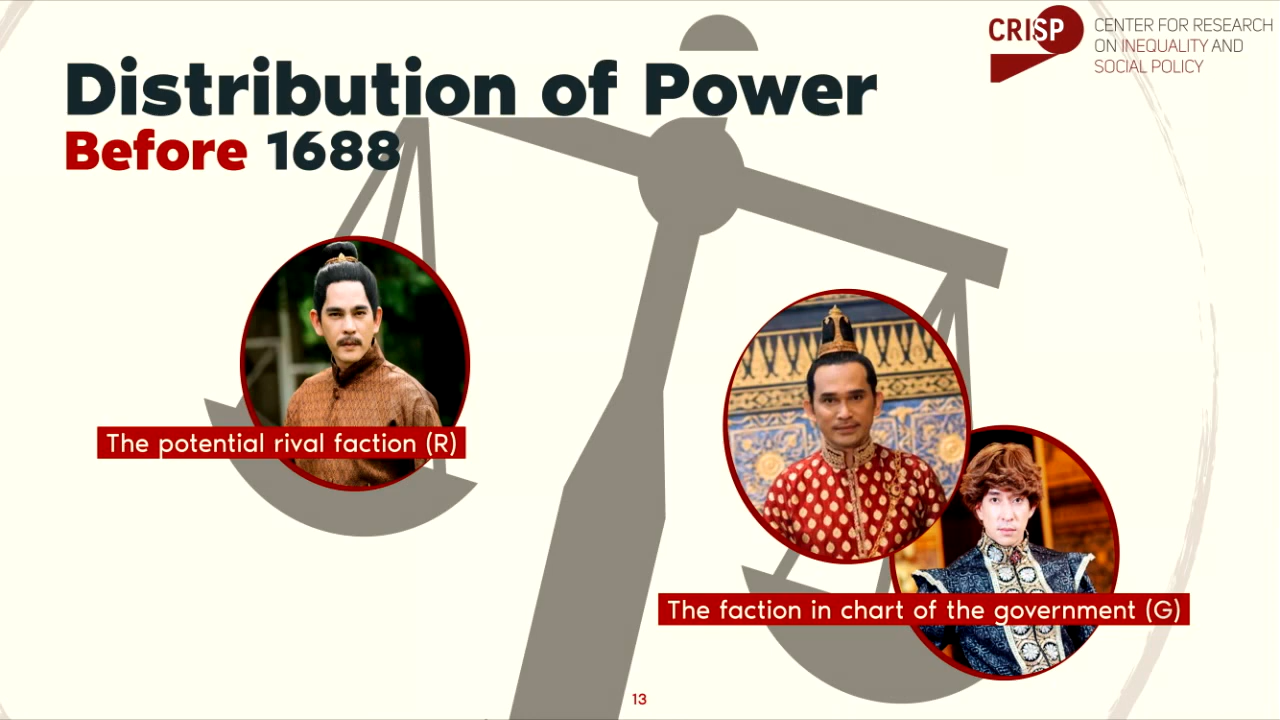 CRISP
CENTER FOR RESEARCH
ON INEQUALITY AND
SOCIAL POLICY
Distribution of Power
Before 1688
The potential rival faction (R)
The faction in chart of the government (G)
13